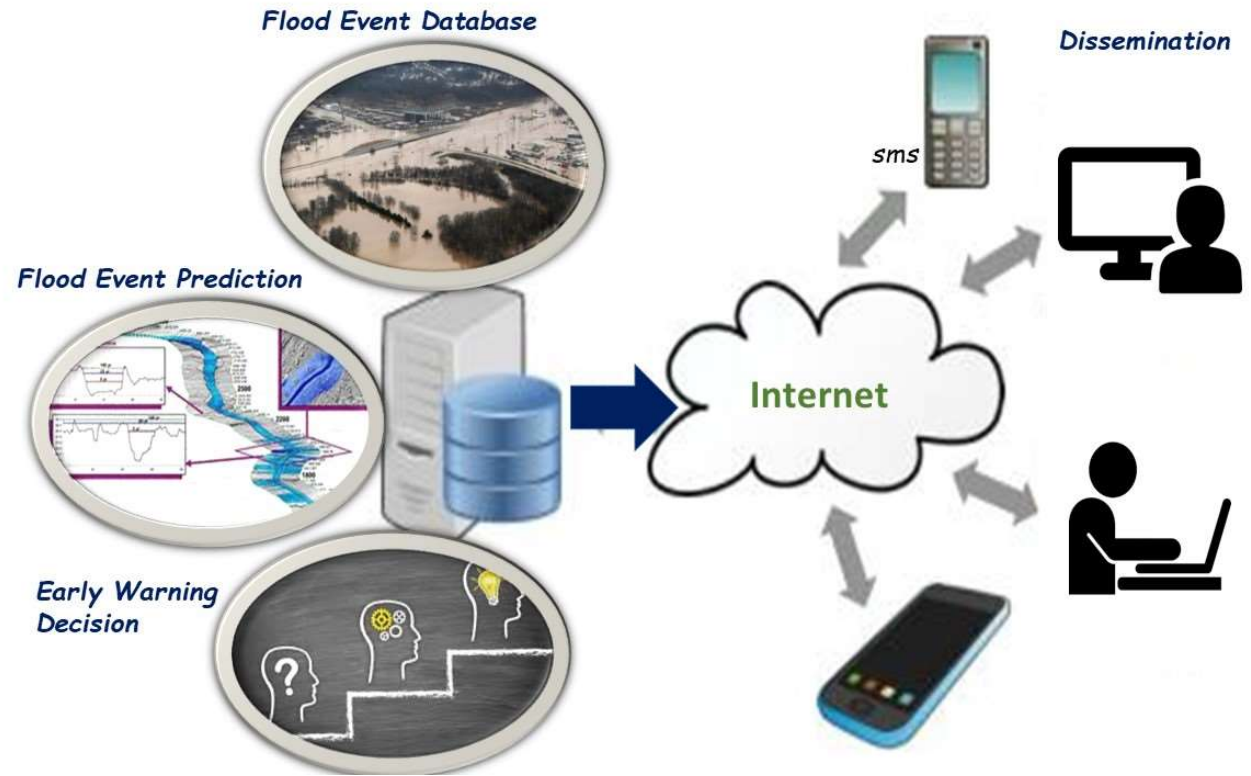 Flood Event Database
Dissemination
sms
Flood Event Prediction
Internet
Early Warning
Decision
?